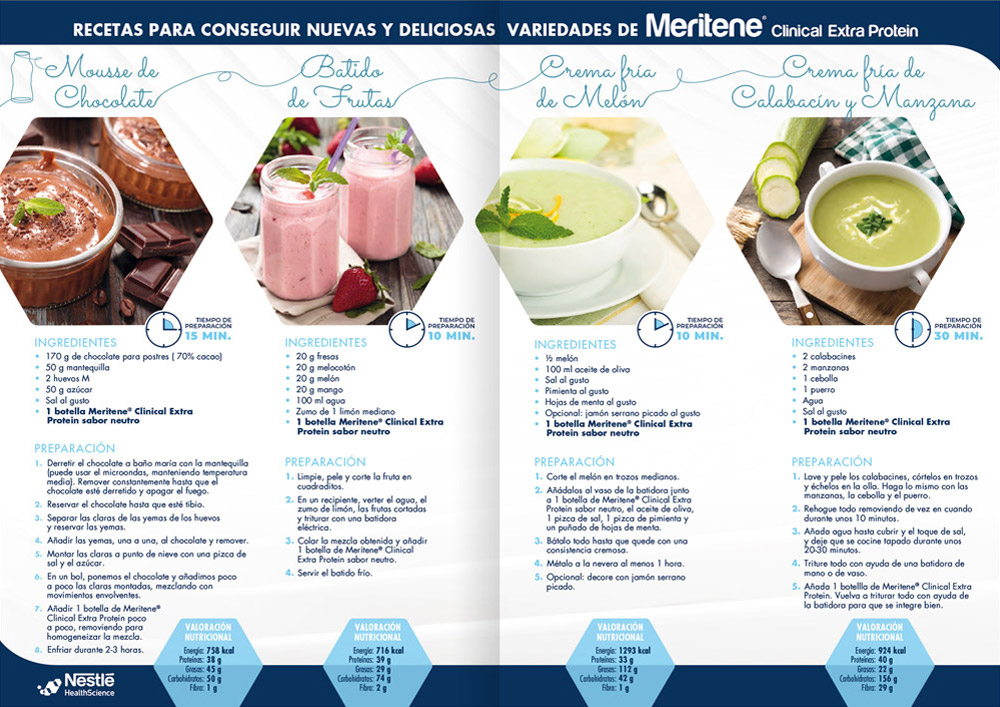 RECETAS PARA CONSEGUIR NUEVAS Y DELICIOSAS VARIEDADES DE Meritene® Clinical Extra Protein
Mousse de
Chocolate
TIEMPO DE
PREPARACIÓN
15 MIN.
INGREDIENTES
• 170 g de chocolate para postres ( 70% cacao)
• 50 g mantequilla
• 2 huevos M
• 50 g azúcar
• Sal al gusto
• 1 botella Meritene® Clinical Extra
Protein sabor neutro
PREPARACIÓN
1. Derretir el chocolate a baño maría con la mantequilla
(puede usar el microondas, manteniendo temperatura
media). Remover constantemente hasta que el
chocolate esté derretido y apagar el fuego.
2. Reservar el chocolate hasta que esté tibio.
3. Separar las claras de las yemas de los huevos
y reservar las yemas.
4. Añadir las yemas, una a una, al chocolate y remover.
5. Montar las claras a punto de nieve con una pizca de
sal y el azúcar.
6. En un bol, ponemos el chocolate y añadimos poco
a poco las claras montadas, mezclando con
movimientos envolventes.
7. Añadir 1 botella de Meritene®
Clinical Extra Protein poco
a poco, removiendo para
homogeneizar la mezcla.
8. Enfriar durante 2-3 horas.
VALORACIÓN
NUTRICIONAL
Energía: 758 kcal
Proteínas: 38 g
Grasas: 45 g
Carbohidratos: 50 g
Fibra: 1 g
Batido
de Frutas
TIEMPO DE
PREPARACIÓN
10 MIN.
INGREDIENTES
• 20 g fresas
• 20 g melocotón
• 20 g melón
• 20 g mango
• 100 ml agua
• Zumo de 1 limón mediano
• 1 botella Meritene® Clinical Extra
Protein sabor neutro
PREPARACIÓN
1. Limpie, pele y corte la fruta en
cuadraditos.
2. En un recipiente, verter el agua, el
zumo de limón, las frutas cortadas
y triturar con una batidora
eléctrica.
3. Colar la mezcla obtenida y añadir
1 botella de Meritene® Clinical
Extra Protein sabor neutro.
4. Servir el batido frío.
VALORACIÓN
NUTRICIONAL
Energía: 716 kcal
Proteínas: 39 g
Grasas: 29 g
Carbohidratos: 74 g
Fibra: 2 g
Crema fría
de Melón
TIEMPO DE
PREPARACIÓN
10 MIN.
INGREDIENTES
• ½ melón
• 100 ml aceite de oliva
• Sal al gusto
• Pimienta al gusto
• Hojas de menta al gusto
• Opcional: jamón serrano picado al gusto
• 1 botella Meritene® Clinical Extra
Protein sabor neutro
PREPARACIÓN
1. Corte el melón en trozos medianos.
2. Añádalos al vaso de la batidora junto
a 1 botella de Meritene® Clinical Extra
Protein sabor neutro, el aceite de oliva,
1 pizca de sal, 1 pizca de pimienta y
un puñado de hojas de menta.
3. Bátalo todo hasta que quede con una
consistencia cremosa.
4. Métalo a la nevera al menos 1 hora.
5. Opcional: decore con jamón serrano
picado.
VALORACIÓN
NUTRICIONAL
Energía: 1293 kcal
Proteínas: 33 g
Grasas: 112 g
Carbohidratos: 42 g
Fibra: 1 g
Crema fría de
Calabacín y Manzana
TIEMPO DE
PREPARACIÓN
30 MIN.
INGREDIENTES
• 2 calabacines
• 2 manzanas
• 1 cebolla
• 1 puerro
• Agua
• Sal al gusto
• 1 botella Meritene® Clinical Extra
Protein sabor neutro
PREPARACIÓN
1. Lave y pele los calabacines, córtelos en trozos
y échelos en la olla. Haga lo mismo con las
manzanas, la cebolla y el puerro.
2. Rehogue todo removiendo de vez en cuando
durante unos 10 minutos.
3. Añada agua hasta cubrir y el toque de sal,
y deje que se cocine tapado durante unos
20-30 minutos.
4. Triture todo con ayuda de una batidora de
mano o de vaso.
5. Añada 1 botellla de Meritene® Clinical Extra
Protein. Vuelva a triturar todo con ayuda de
la batidora para que se integre bien.
VALORACIÓN
NUTRICIONAL
Energía: 924 kcal
Proteínas: 40 g
Grasas: 22 g
Carbohidratos: 156 g
Fibra: 29 g
Nestlé
HealthScience